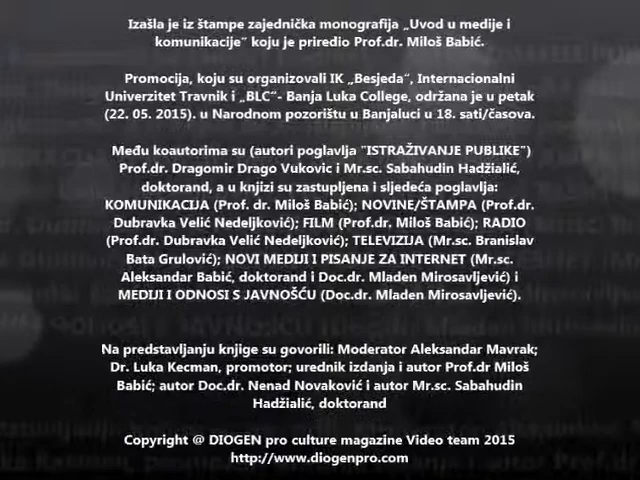 Izašla je iz štampe zajednička monografija „Uvod u medije i
komunikacije“ koju je priredio Prof.dr. Miloš Babić.
Promocija, koju su organizovali IK „Besjeda“, Internacionalni
Univerzitet Travnik i „BLC“- Banja Luka College, održana je u petak
(22. 05. 2015). u Narodnom pozorištu u Banjaluci u 18. sati/časova.
Među koautorima su (autori poglavlja "ISTRAŽIVANJE PUBLIKE")
Prof.dr. Dragomir Drago Vukovic i Mr.sc. Sabahudin Hadžialić,
doktorand, a u knjizi su zastupljena i sljedeća poglavlja:
KOMUNIKACIJA (Prof. dr. Miloš Babić); NOVINE/ŠTAMPA (Prof.dr.
Dubravka Velić Nedeljković); FILM (Prof.dr. Miloš Babić); RADIO
(Prof.dr. Dubravka Velić Nedeljković); TELEVIZIJA (Mr.sc. Branislav
Bata Grulović); NOVI MEDIJI I PISANJE ZA INTERNET (Mr.sc.
Aleksandar Babić, doktorand i Doc.dr. Mladen Mirosavljević) i
MEDIJI I ODNOSI S JAVNOŠĆU (Doc.dr. Mladen Mirosavljević).
Na predstavljanju knjige su govorili: Moderator Aleksandar Mavrak;
Dr. Luka Kecman, promotor; urednik izdanja i autor Prof.dr Miloš
Babić; autor Doc.dr. Nenad Novaković i autor Mr.sc. Sabahudin
Hadžialić, doktorand
Copyright @ DIOGEN pro culture magazine Video team 2015
http://www.diogenpro.com